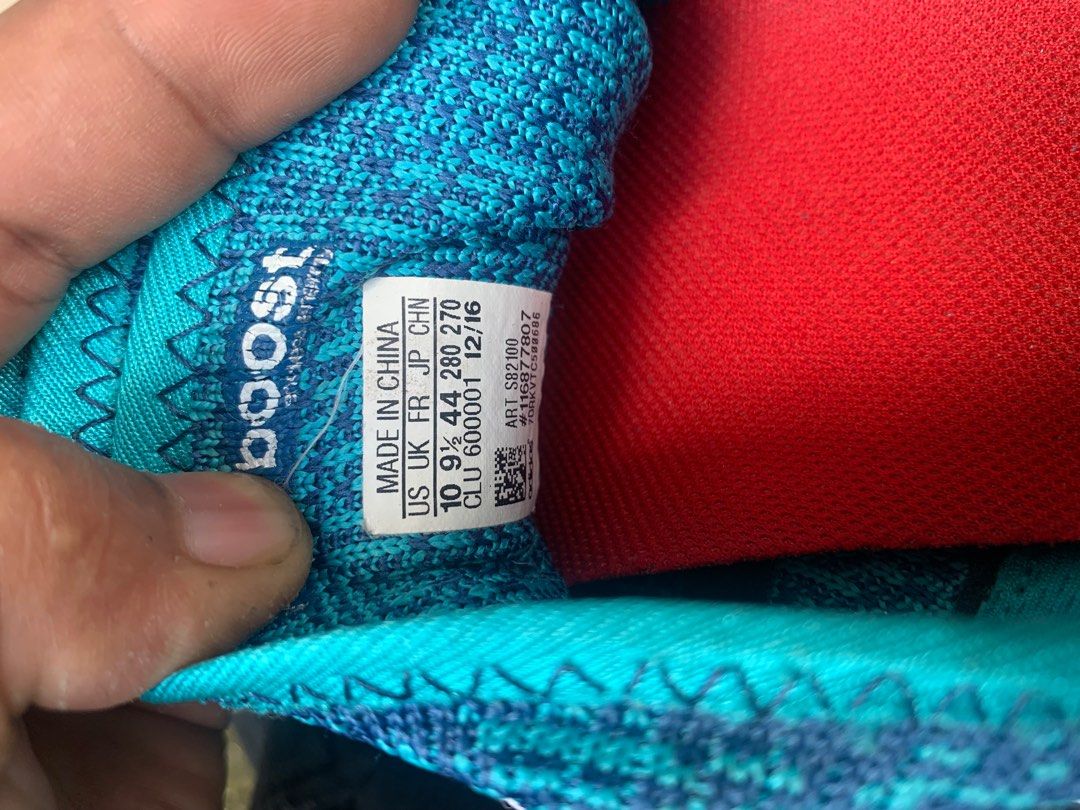 boost
MADE IN CHINA
US UK FR JP CHN
10 9½ 44 280 270
CLU 600001 12/16
ART S82100
#116877807
adidas